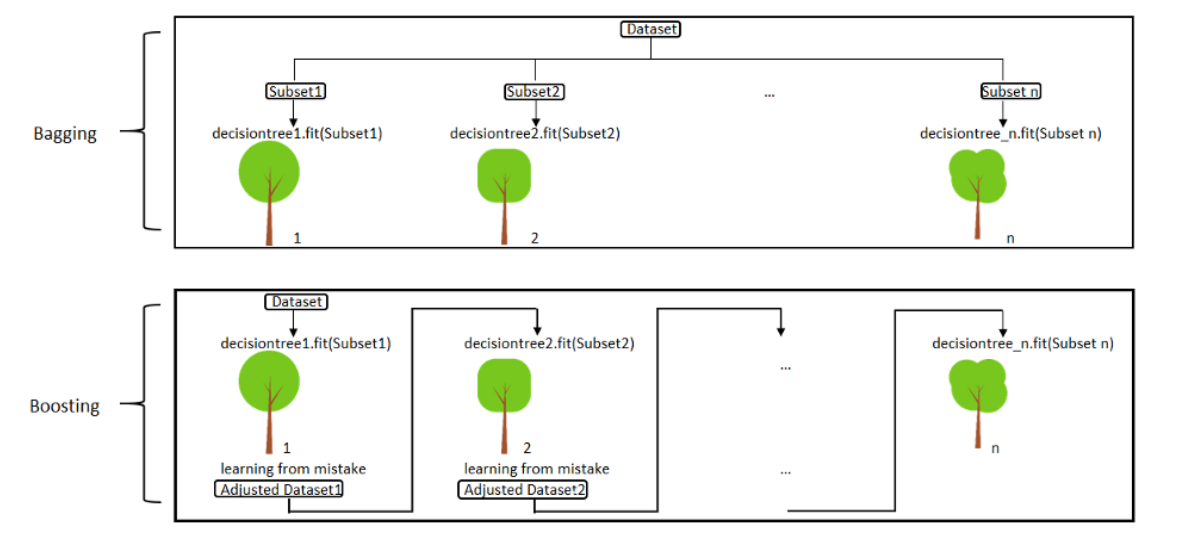 Dataset
Subset1 Subset2 ... Subset n
Bagging
decisiontree1.fit(Subset1) decisiontree2.fit(Subset2) decisiontree_n.fit(Subset n)
1 2 n
Dataset
decisiontree1.fit(Subset1) decisiontree2.fit(Subset2) decisiontree_n.fit(Subset n)
...
Boosting
1 2 n
learning from mistake learning from mistake ...
Adjusted Dataset1 Adjusted Dataset2